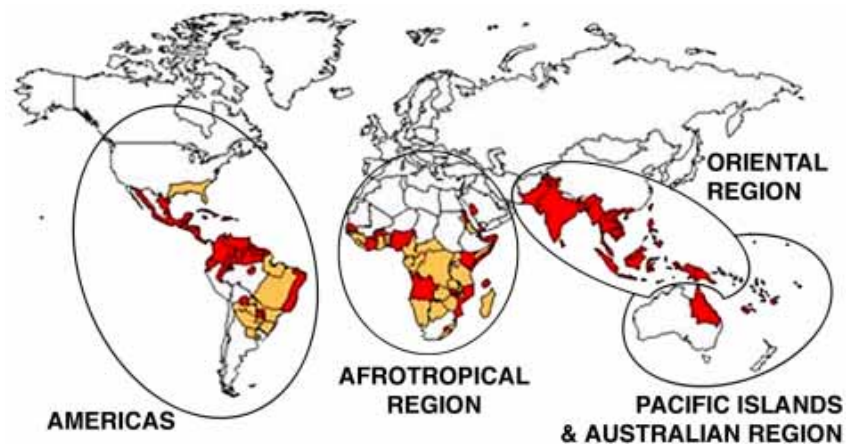 ORIENTAL
REGION
AFROTROPICAL
REGION
AMERICAS
PACIFIC ISLANDS
& AUSTRALIAN REGION